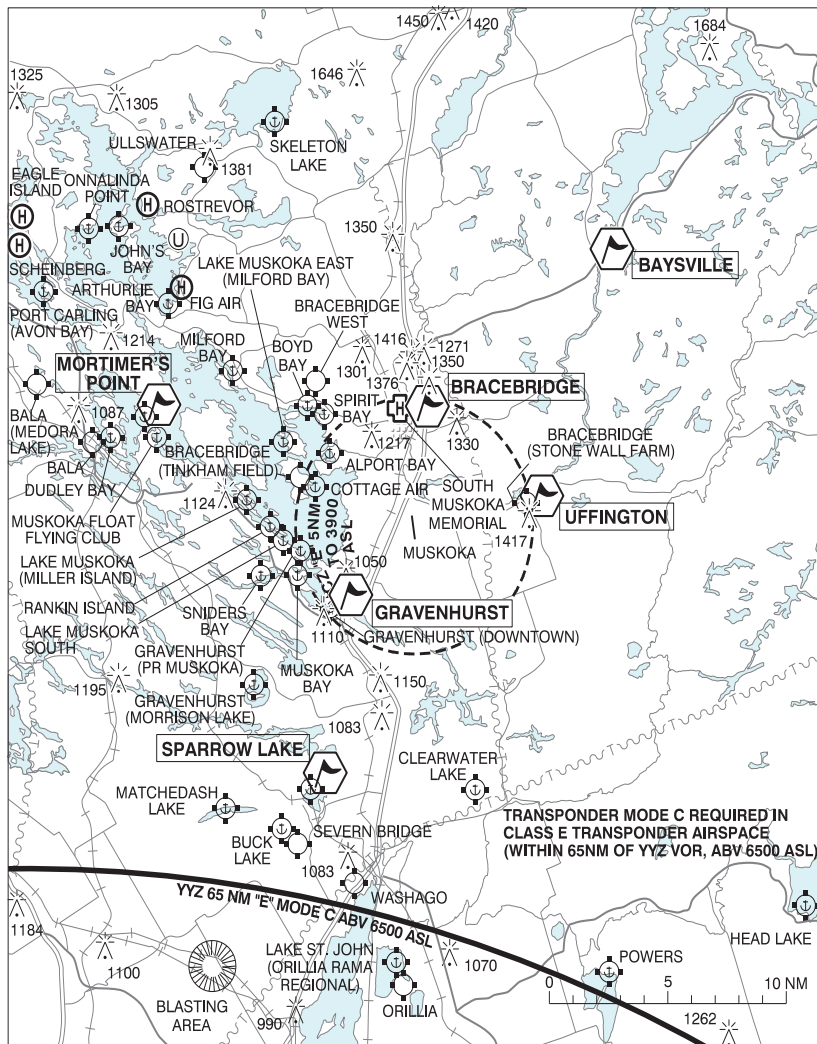 1450
1420
1684
1646
1325
1305
ULLSWATER
1381
SKELETON
LAKE
EAGLE
ISLAND
ONNALINDA
POINT
H
ROSTREVOR
H
H
U
JOHN'S
BAY
1350
BAYSVILLE
SCHEINBERG
ARTHURLIE
BAY
H
FIG AIR
LAKE MUSKOKA EAST
(MILFORD BAY)
PORT CARLING
(AVON BAY)
1214
BRACEBRIDGE
WEST
MILFORD
BAY
BOYD
BAY
1416
1271
1301
1350
1376
MORTIMER'S
POINT
BRACEBRIDGE
H
SPIRIT
BAY
BALA
(MEDORA
LAKE)
1087
1217
1330
BRACEBRIDGE
(STONE WALL FARM)
BALA
DUDLEY BAY
BRACEBRIDGE
(TINKHAM FIELD)
ALPORT BAY
COTTAGE AIR
SOUTH
MUSKOKA
MEMORIAL
1124
UFFINGTON
1417
MUSKOKA FLOAT
FLYING CLUB
CZ "E" 5NM
TO 3900
ASL
MUSKOKA
LAKE MUSKOKA
(MILLER ISLAND)
1050
RANKIN ISLAND
SNIDERS
BAY
GRAVENHURST
LAKE MUSKOKA
SOUTH
1110
GRAVENHURST (DOWNTOWN)
GRAVENHURST
(PR MUSKOKA)
MUSKOKA
BAY
1195
GRAVENHURST
(MORRISON LAKE)
1150
1083
SPARROW LAKE
CLEARWATER
LAKE
MATCHEDASH
LAKE
TRANSPONDER MODE C REQUIRED IN
CLASS E TRANSPONDER AIRSPACE
(WITHIN 65NM OF YYZ VOR, ABV 6500 ASL)
BUCK
LAKE
SEVERN BRIDGE
1083
WASHAGO
YYZ 65 NM "E" MODE C ABV 6500 ASL
1184
HEAD LAKE
1100
LAKE ST. JOHN
(ORILLIA RAMA
REGIONAL)
1070
POWERS
BLASTING
AREA
ORILLIA
0 5 10 NM
990
1262